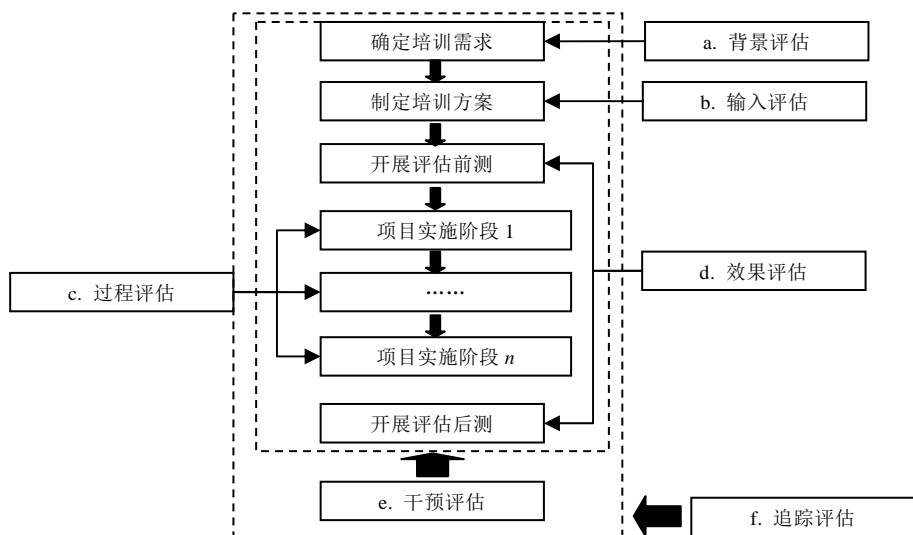 确定培训需求
a. 背景评估
制定培训方案
b. 输入评估
开展评估前测
项目实施阶段 1
c. 过程评估
……
d. 效果评估
项目实施阶段 n
开展评估后测
e. 干预评估
f. 追踪评估